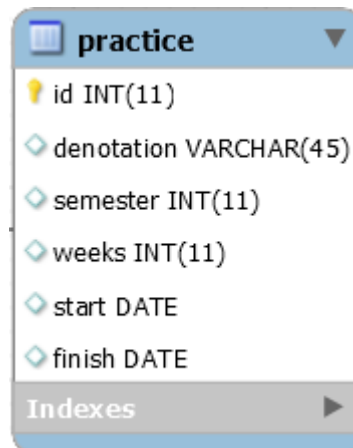 practice
id INT(11)
denotation VARCHAR(45)
semester INT(11)
weeks INT(11)
start DATE
finish DATE
Indexes